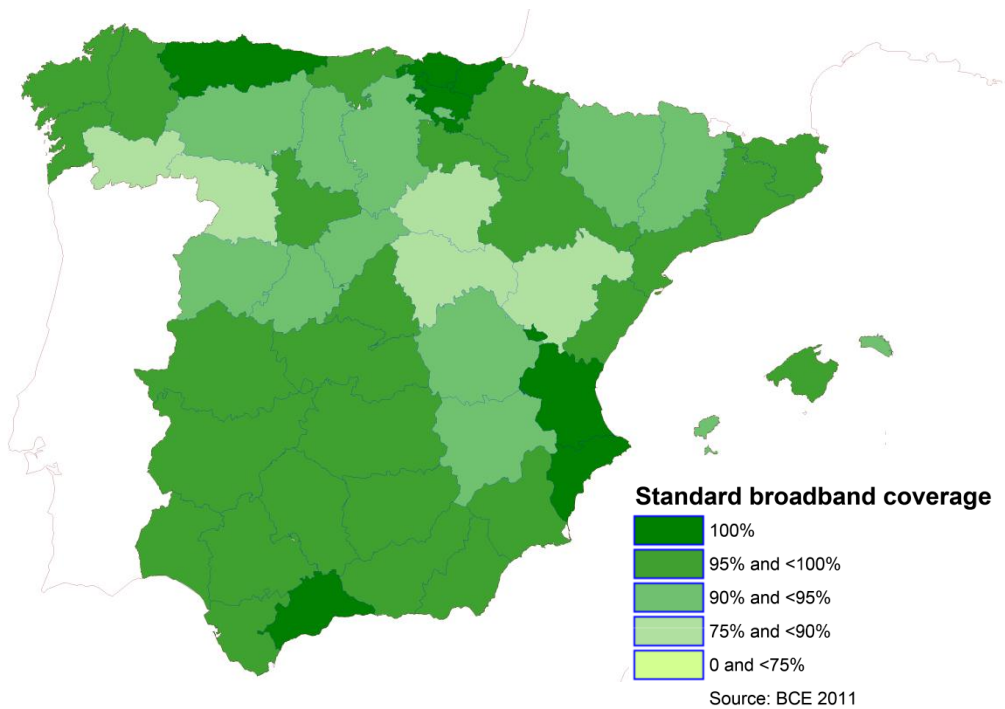 Standard broadband coverage
100%
95% and <100%
90% and <95%
75% and <90%
0 and <75%
Source: BCE 2011